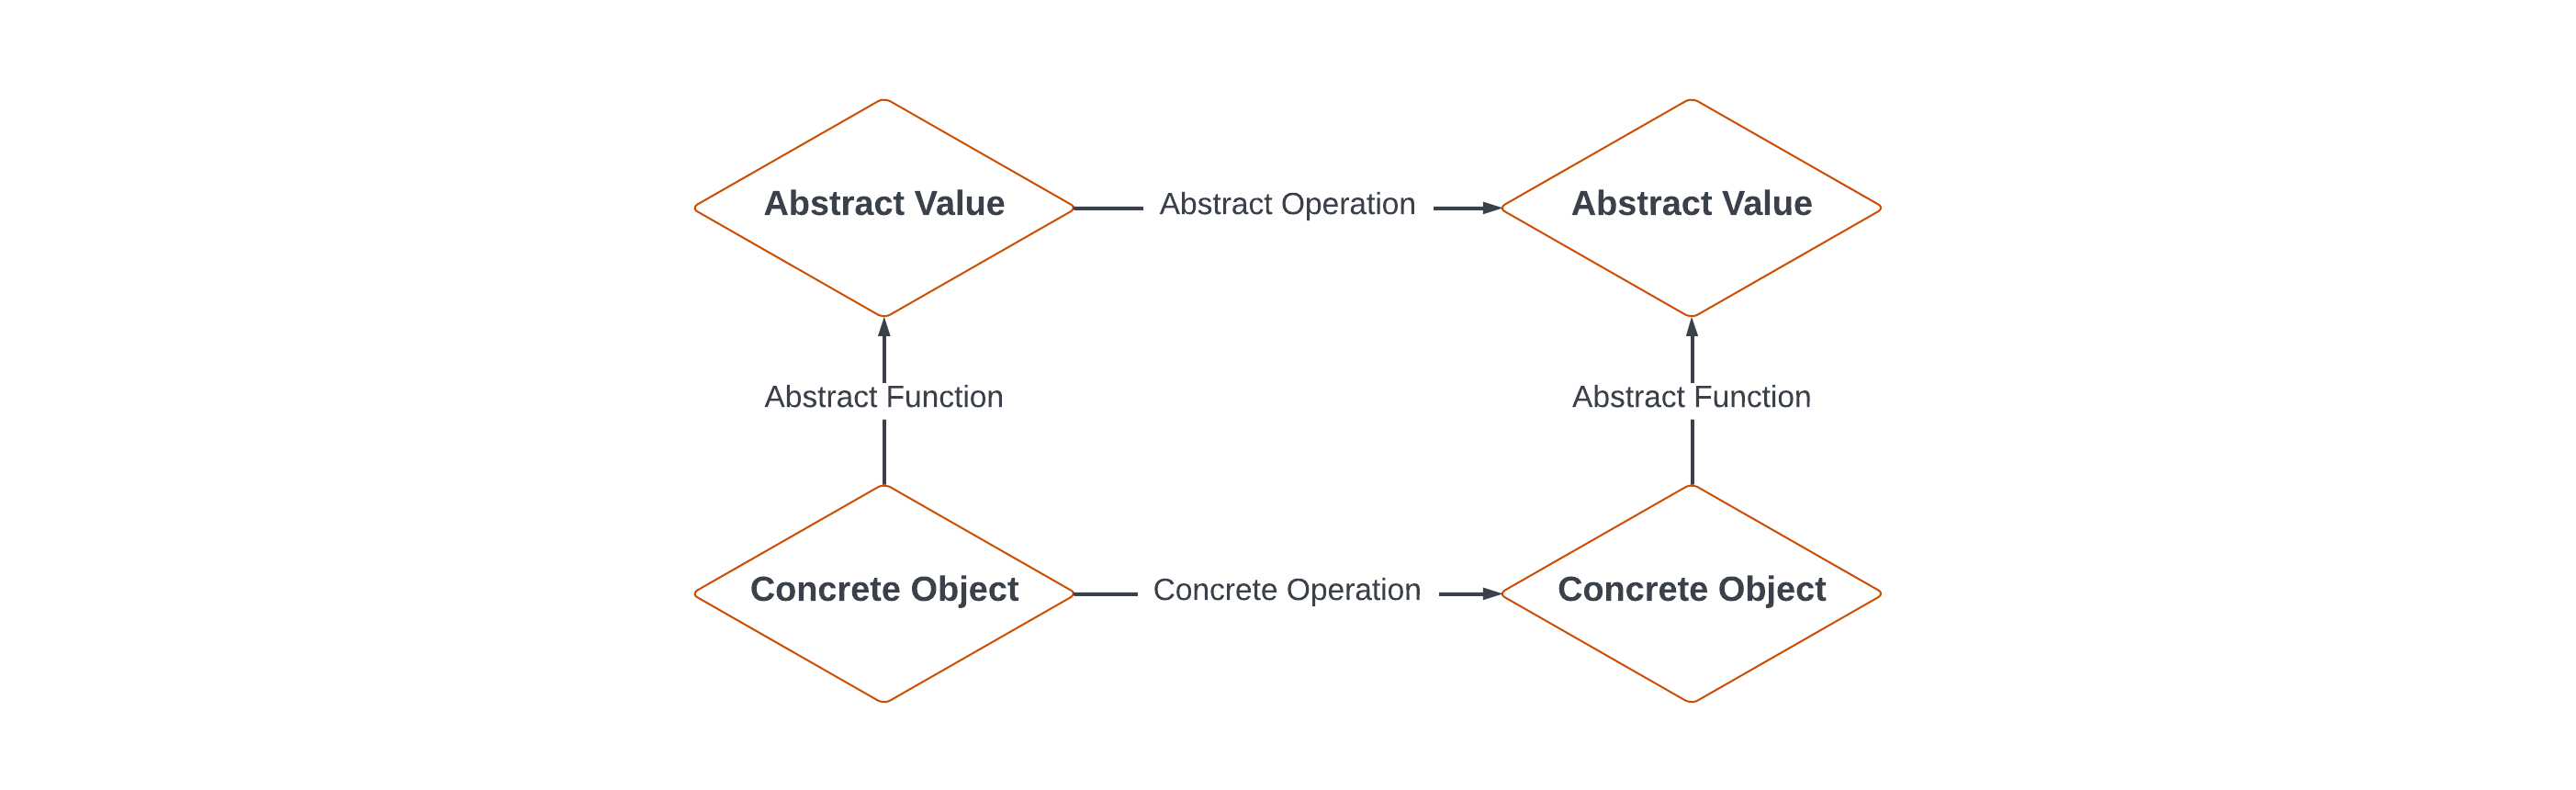 Abstract Value
Abstract Operation
Abstract Value
Abstract Function
Abstract Function
Concrete Object
Concrete Operation
Concrete Object